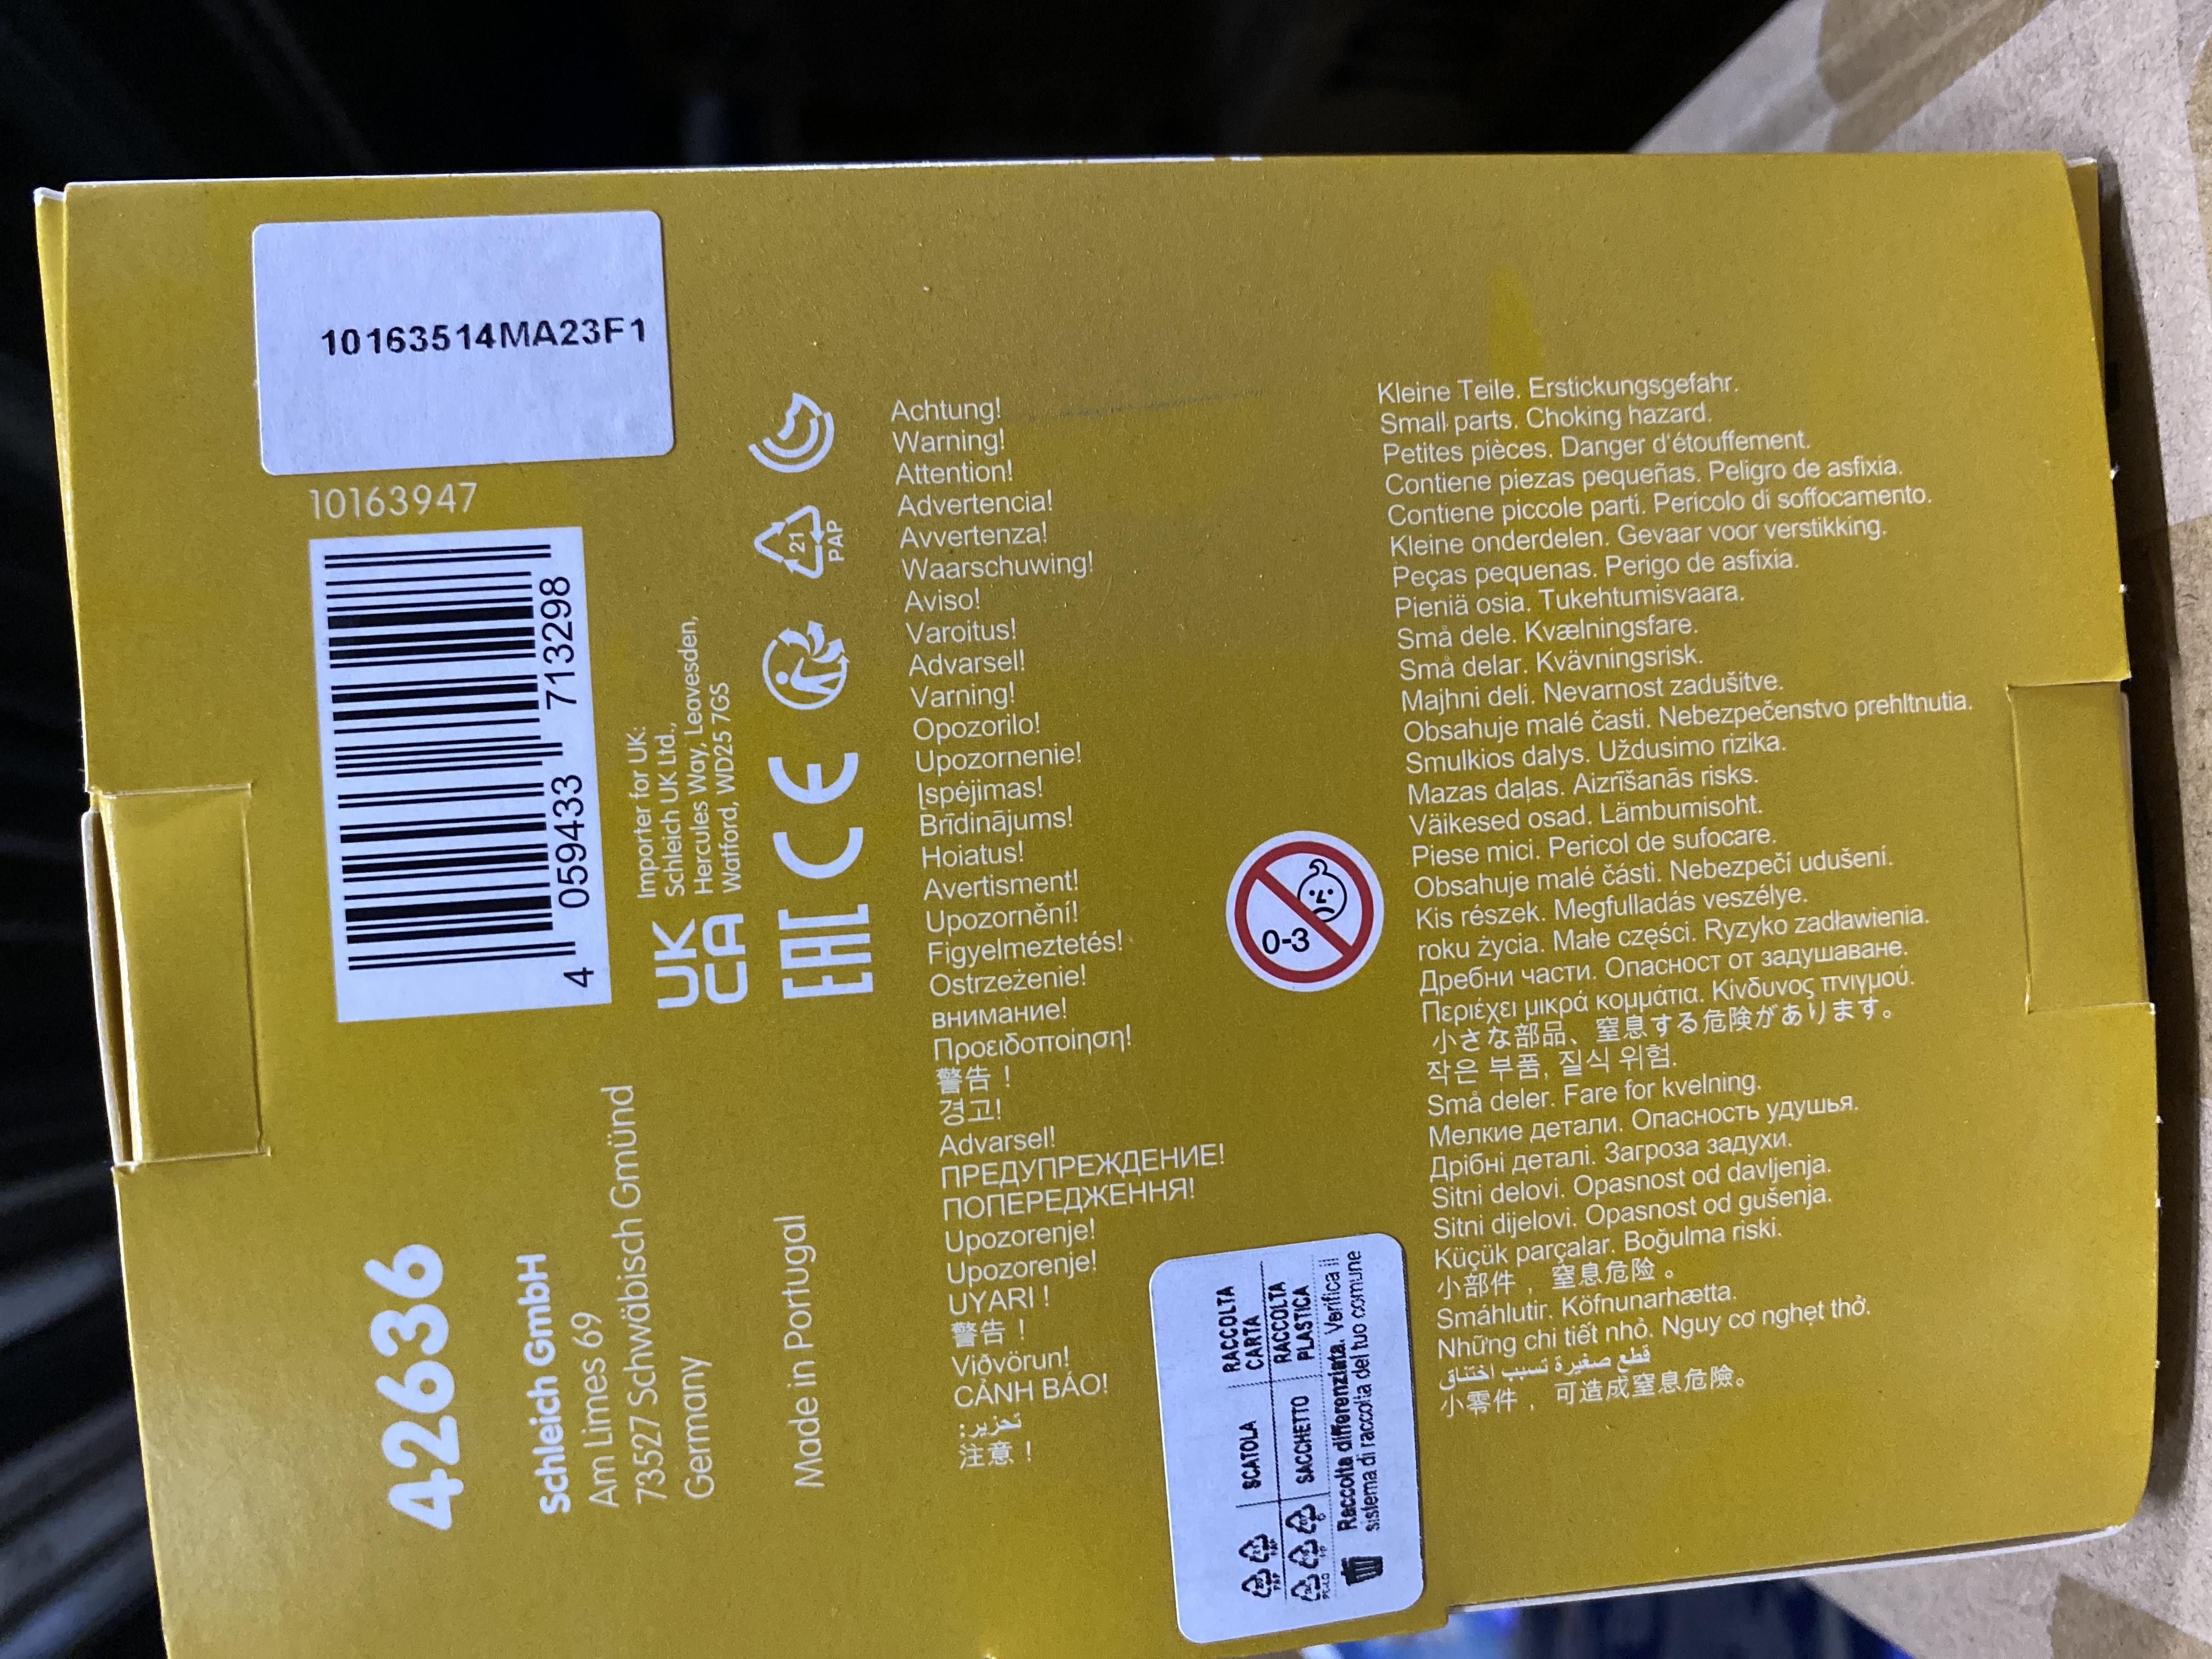 10163514MA23F1
10163947
4 059433 713298
42636
Schleich GmbH
Am Limes 69
73527 Schwäbisch Gmünd
Germany
Made in Portugal
UK
CA
Importer for UK:
Schleich UK Ltd.,
Hercules Way, Leavesden,
Watford, WD25 7GS
EAC CE
21
PAP
Achtung!
Warning!
Attention!
Advertencia!
Avvertenza!
Waarschuwing!
Aviso!
Varoitus!
Advarsel!
Varning!
Opozorilo!
Upozornenie!
Įspėjimas!
Brīdinājums!
Hoiatus!
Avertisment!
Upozornění!
Figyelmeztetés!
Ostrzeżenie!
внимание!
Προειδοποίηση!
警告！
경고!
Advarsel!
ПРЕДУПРЕЖДЕНИЕ!
ПОПЕРЕДЖЕННЯ!
Upozorenje!
Upozorenje!
UYARI !
警告！
Viðvörun!
CẢNH BÁO!
تحزير:
注意！
0-3
Kleine Teile. Erstickungsgefahr.
Small parts. Choking hazard.
Petites pièces. Danger d'étouffement.
Contiene piezas pequeñas. Peligro de asfixia.
Contiene piccole parti. Pericolo di soffocamento.
Kleine onderdelen. Gevaar voor verstikking.
Peças pequenas. Perigo de asfixia.
Pieniä osia. Tukehtumisvaara.
Små dele. Kvælningsfare.
Små delar. Kvävningsrisk.
Majhni deli. Nevarnost zadušitve.
Obsahuje malé časti. Nebezpečenstvo prehltnutia.
Smulkios dalys. Uždusimo rizika.
Mazas daļas. Aizrīšanās risks.
Väikesed osad. Lämbumisoht.
Piese mici. Pericol de sufocare.
Obsahuje malé části. Nebezpečí udušení.
Kis részek. Megfulladás veszélye.
roku życia. Małe części. Ryzyko zadławienia.
Дребни части. Опасност от задушаване.
Περιέχει μικρά κομμάτια. Κίνδυνος πνιγμού.
小さな部品、窒息する危険があります。
작은 부품, 질식 위험.
Små deler. Fare for kvelning.
Мелкие детали. Опасность удушья.
Дрібні деталі. Загроза задухи.
Sitni delovi. Opasnost od davljenja.
Sitni dijelovi. Opasnost od gušenja.
Küçük parçalar. Boğulma riski.
小部件，窒息危险。
Smáhlutir. Köfnunarhætta.
Những chi tiết nhỏ. Nguy cơ nghẹt thở.
قطع صغيرة تسبب اختناق
小零件，可造成窒息危險。
SCATOLA
RACCOLTA
CARTA
SACCHETTO
RACCOLTA
PLASTICA
Raccolta differenziata. Verifica il
sistema di raccolta del tuo comune